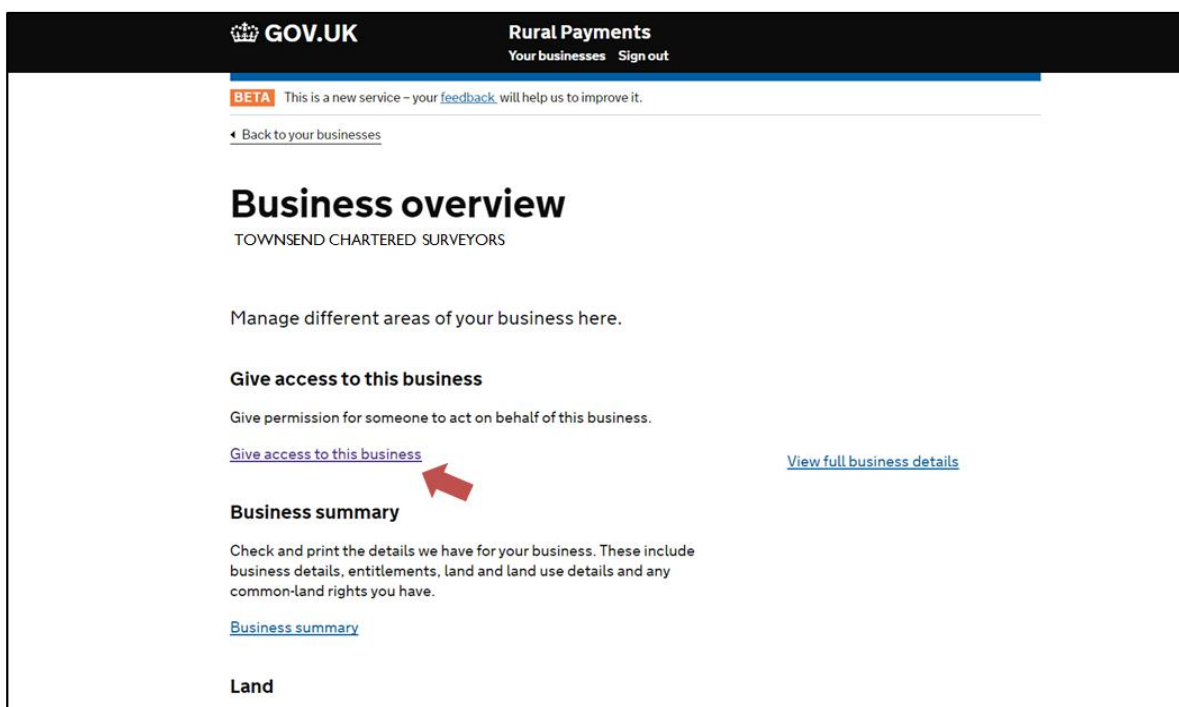 GOV.UK
Rural Payments
Your businesses Sign out
BETA This is a new service – your feedback will help us to improve it.
Back to your businesses
Business overview
TOWNSEND CHARTERED SURVEYORS
Manage different areas of your business here.
Give access to this business
Give permission for someone to act on behalf of this business.
Give access to this business
View full business details
Business summary
Check and print the details we have for your business. These include
business details, entitlements, land and land use details and any
common-land rights you have.
Business summary
Land